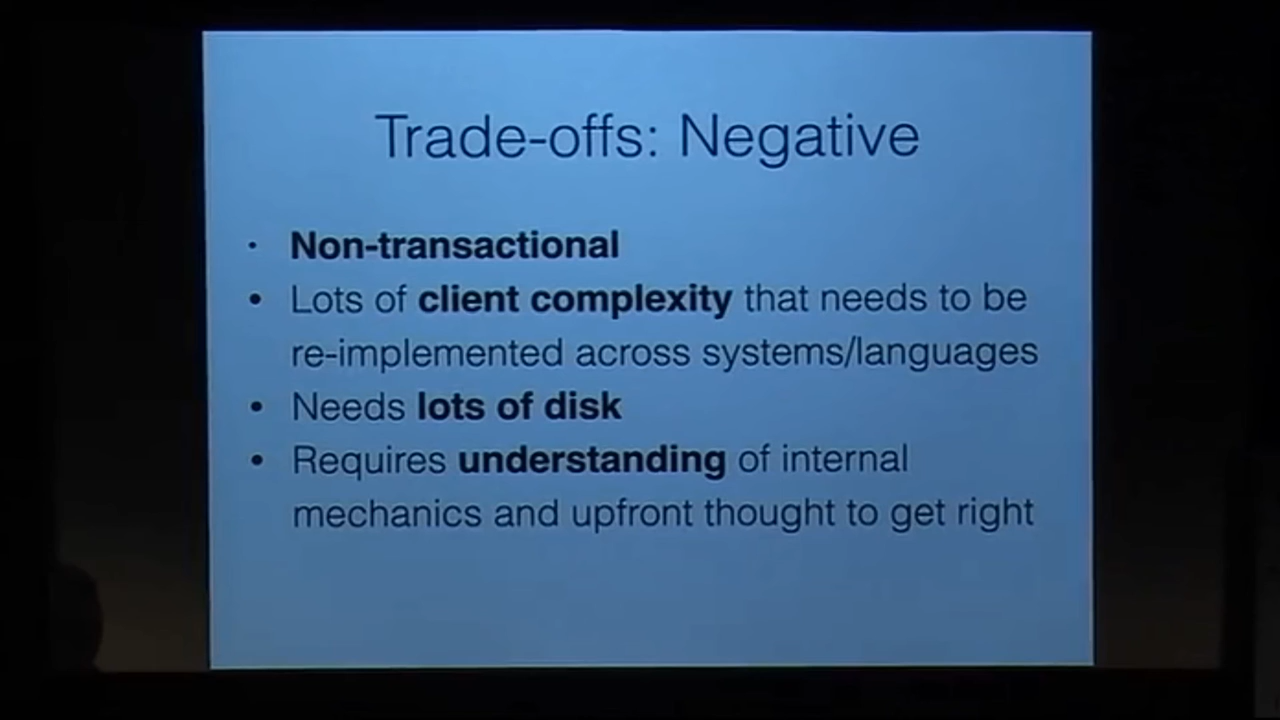 Trade-offs: Negative
• Non-transactional
• Lots of client complexity that needs to be
re-implemented across systems/languages
• Needs lots of disk
• Requires understanding of internal
mechanics and upfront thought to get right